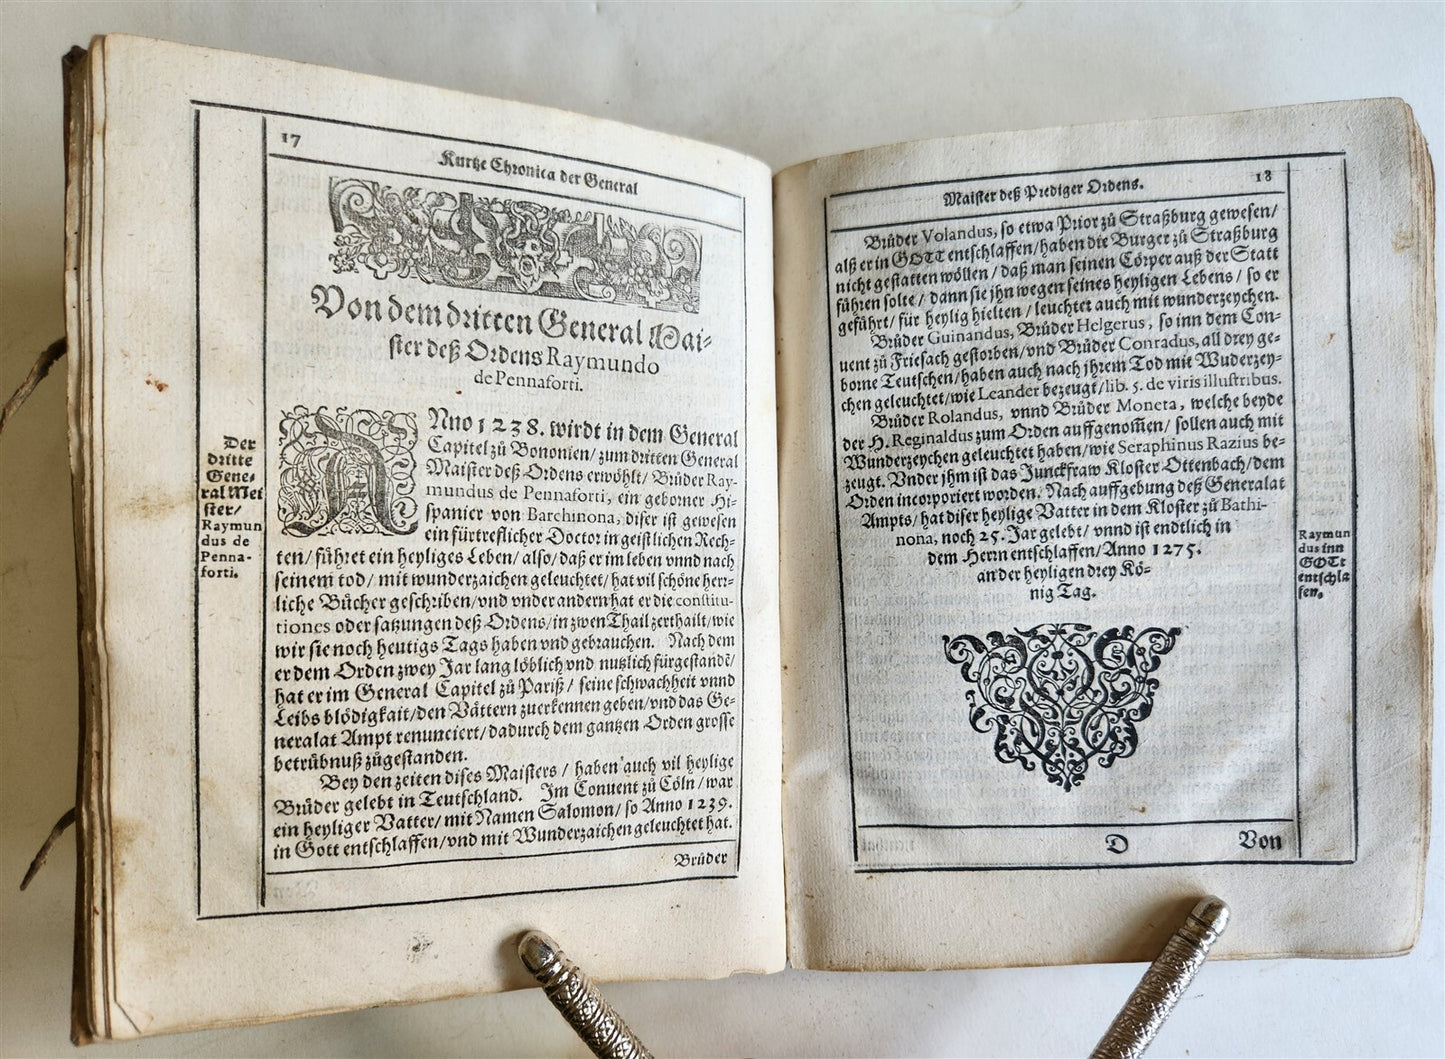 17
Kurtze Chronica der General
Von dem dritten General Mai-
ster deß Ordens Raymundo
de Pennaforti.
Der
dritte
Gene-
ral Mei
ster/
Raymun
dus de
Penna-
forti.
ANno 1238. wirdt in dem General
Capitel zů Bononien/ zum dritten General
Maister deß Ordens erwöhlt/ Brůder Ray-
mundus de Pennaforti, ein geborner Hi-
spanier von Barchinona, diser ist gewesen
ein fürtreflicher Doctor in geistlichen Rech-
ten/ führet ein heyliges Leben/ also/ daß er im leben vnnd nach
seinem tod/ mit wunderzaichen geleuchtet/ hat vil schöne herr-
liche Bůcher geschriben/vnd vnder andern hat er die constitu-
tiones oder satzungen deß Ordens/in zwen Thail zerthailt/wie
wir sie noch heutigs Tags haben vnd gebrauchen. Nach dem
er dem Orden zwey Jar lang löblich vnd nutzlich fürgestandē/
hat er im General Capitel zů Pariß/ seine schwachheit vnnd
Leibs blödigkait/den Vättern zuerkennen geben/vnd das Ge-
neralat Ampt renunciert/dadurch dem gantzen Orden grosse
betrübnuß zůgestanden.
Bey den zeiten dises Maisters / haben auch vil heylige
Brůder gelebt in Teutschland. Im Conuent zů Cöln/ war
ein heyliger Vatter/ mit Namen Salomon/ so Anno 1239.
in Gott entschlaffen/vnd mit Wunderzaichen geleuchtet hat.
Brůder
Maister deß Prediger Ordens.
18
Brůder Volandus, so etwa Prior zů Straßburg gewesen/
alß er in GOTT entschlaffen/haben die Burger zů Straßburg
nicht gestatten wöllen / daß man seinen Cörper auß der Statt
führen solte/ dann sie jhn wegen seines heyligen Lebens / so er
geführt/ für heylig hielten / leuchtet auch mit wunderzeychen.
Brůder Guinandus, Brůder Helgerus, so inn dem Con-
uent zů Friesach gestorben/vnd Brůder Conradus, all drey ge-
borne Teutschen/haben auch nach jhrem Tod mit Wuderzey-
chen geleuchtet/wie Leander bezeugt/lib. 5. de viris illustribus.
Brůder Rolandus, vnnd Brůder Moneta, welche beyde
der H. Reginaldus zum Orden auffgenom̃en/ sollen auch mit
Wunderzeychen geleuchtet haben/wie Seraphinus Razius be-
zeugt. Vnder jhm ist das Junckfraw Kloster Ottenbach/dem
Orden incorporiert worden. Nach auffgebung deß Generalat
Ampts/ hat diser heylige Vatter in dem Kloster zů Bathi-
nona, noch 25. Jar gelebt/ vnnd ist endtlich in
dem Herrn entschlaffen/Anno 1275.
an der heyligen drey Kö-
nig Tag.
Raymun
dus inn
GOTT
entschla
fen.
D
Von